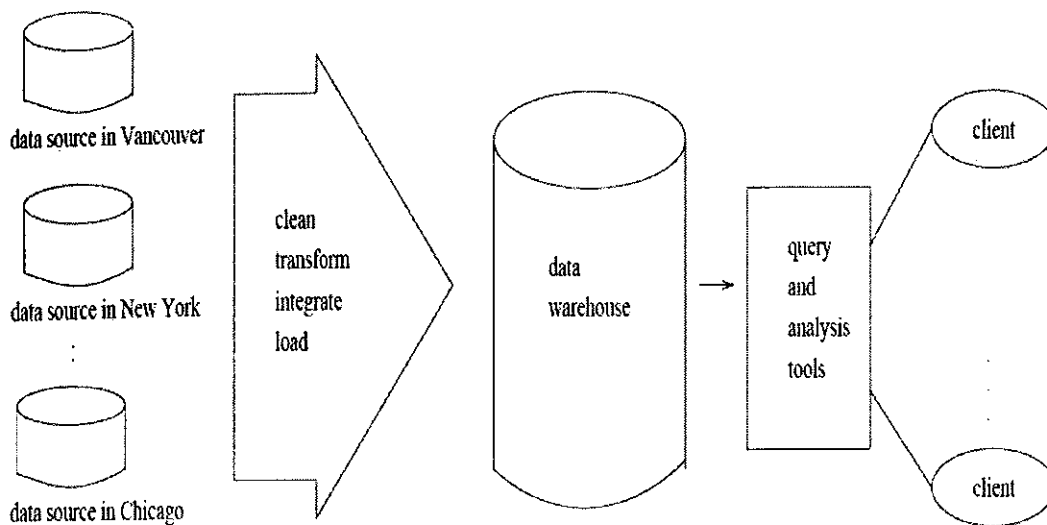 data source in Vancouver
data source in New York
data source in Chicago
clean
transform
integrate
load
data
warehouse
query
and
analysis
tools
client
client